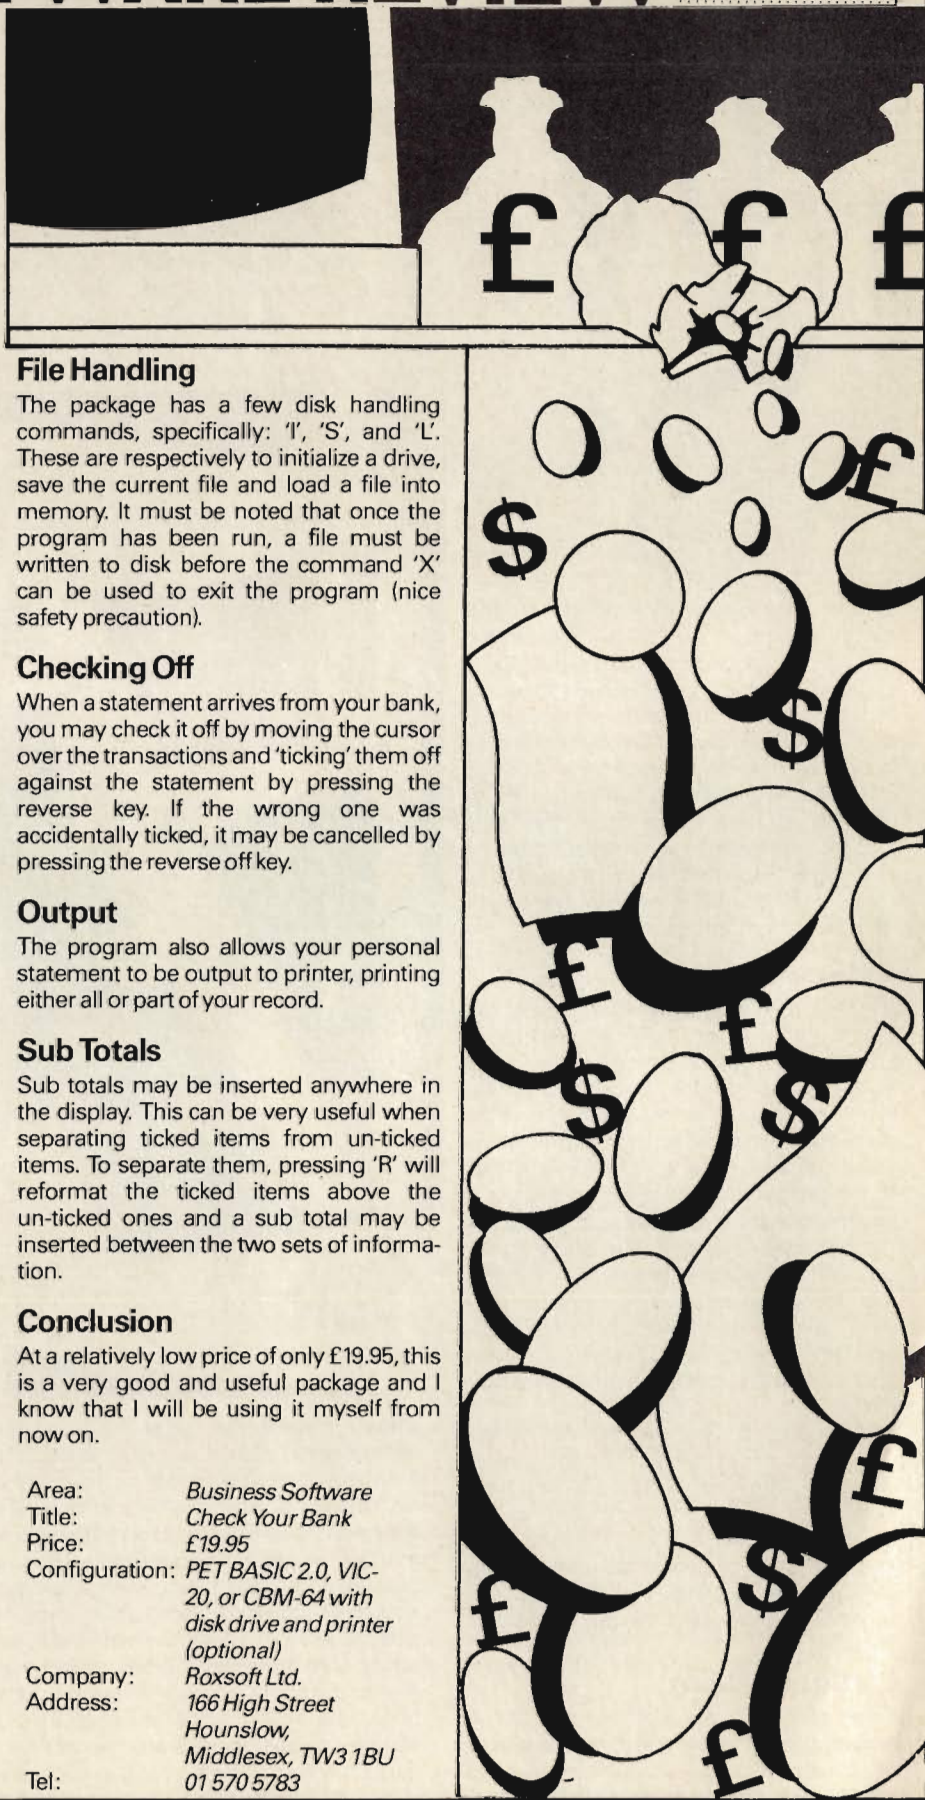 File Handling
The package has a few disk handling
commands, specifically: 'I', 'S', and 'L'.
These are respectively to initialize a drive,
save the current file and load a file into
memory. It must be noted that once the
program has been run, a file must be
written to disk before the command 'X'
can be used to exit the program (nice
safety precaution).
Checking Off
When a statement arrives from your bank,
you may check it off by moving the cursor
over the transactions and 'ticking' them off
against the statement by pressing the
reverse key. If the wrong one was
accidentally ticked, it may be cancelled by
pressing the reverse off key.
Output
The program also allows your personal
statement to be output to printer, printing
either all or part of your record.
Sub Totals
Sub totals may be inserted anywhere in
the display. This can be very useful when
separating ticked items from un-ticked
items. To separate them, pressing 'R' will
reformat the ticked items above the
un-ticked ones and a sub total may be
inserted between the two sets of informa-
tion.
Conclusion
At a relatively low price of only £19.95, this
is a very good and useful package and I
know that I will be using it myself from
now on.
Area: Business Software
Title: Check Your Bank
Price: £19.95
Configuration: PET BASIC 2.0, VIC-
20, or CBM-64 with
disk drive and printer
(optional)
Company: Roxsoft Ltd.
Address: 166 High Street
Hounslow,
Middlesex, TW3 1BU
Tel: 01 570 5783
£
£
£
£
$
$
£
£
$
$
£
$
£
£